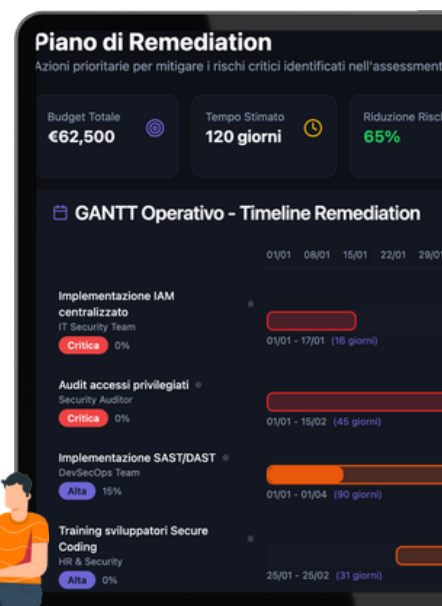 Piano di Remediation
Azioni prioritarie per mitigare i rischi critici identificati nell'assessment
Budget Totale
€62,500
Tempo Stimato
120 giorni
Riduzione Risch
65%
GANTT Operativo - Timeline Remediation
01/01 08/01 15/01 22/01 29/01
Implementazione IAM
centralizzato
IT Security Team
Critica 0%
01/01 - 17/01 (16 giorni)
Audit accessi privilegiati
Security Auditor
Critica 0%
01/01 - 15/02 (45 giorni)
Implementazione SAST/DAST
DevSecOps Team
Alta 15%
01/01 - 01/04 (90 giorni)
Training sviluppatori Secure
Coding
HR & Security
Alta 0%
25/01 - 25/02 (31 giorni)